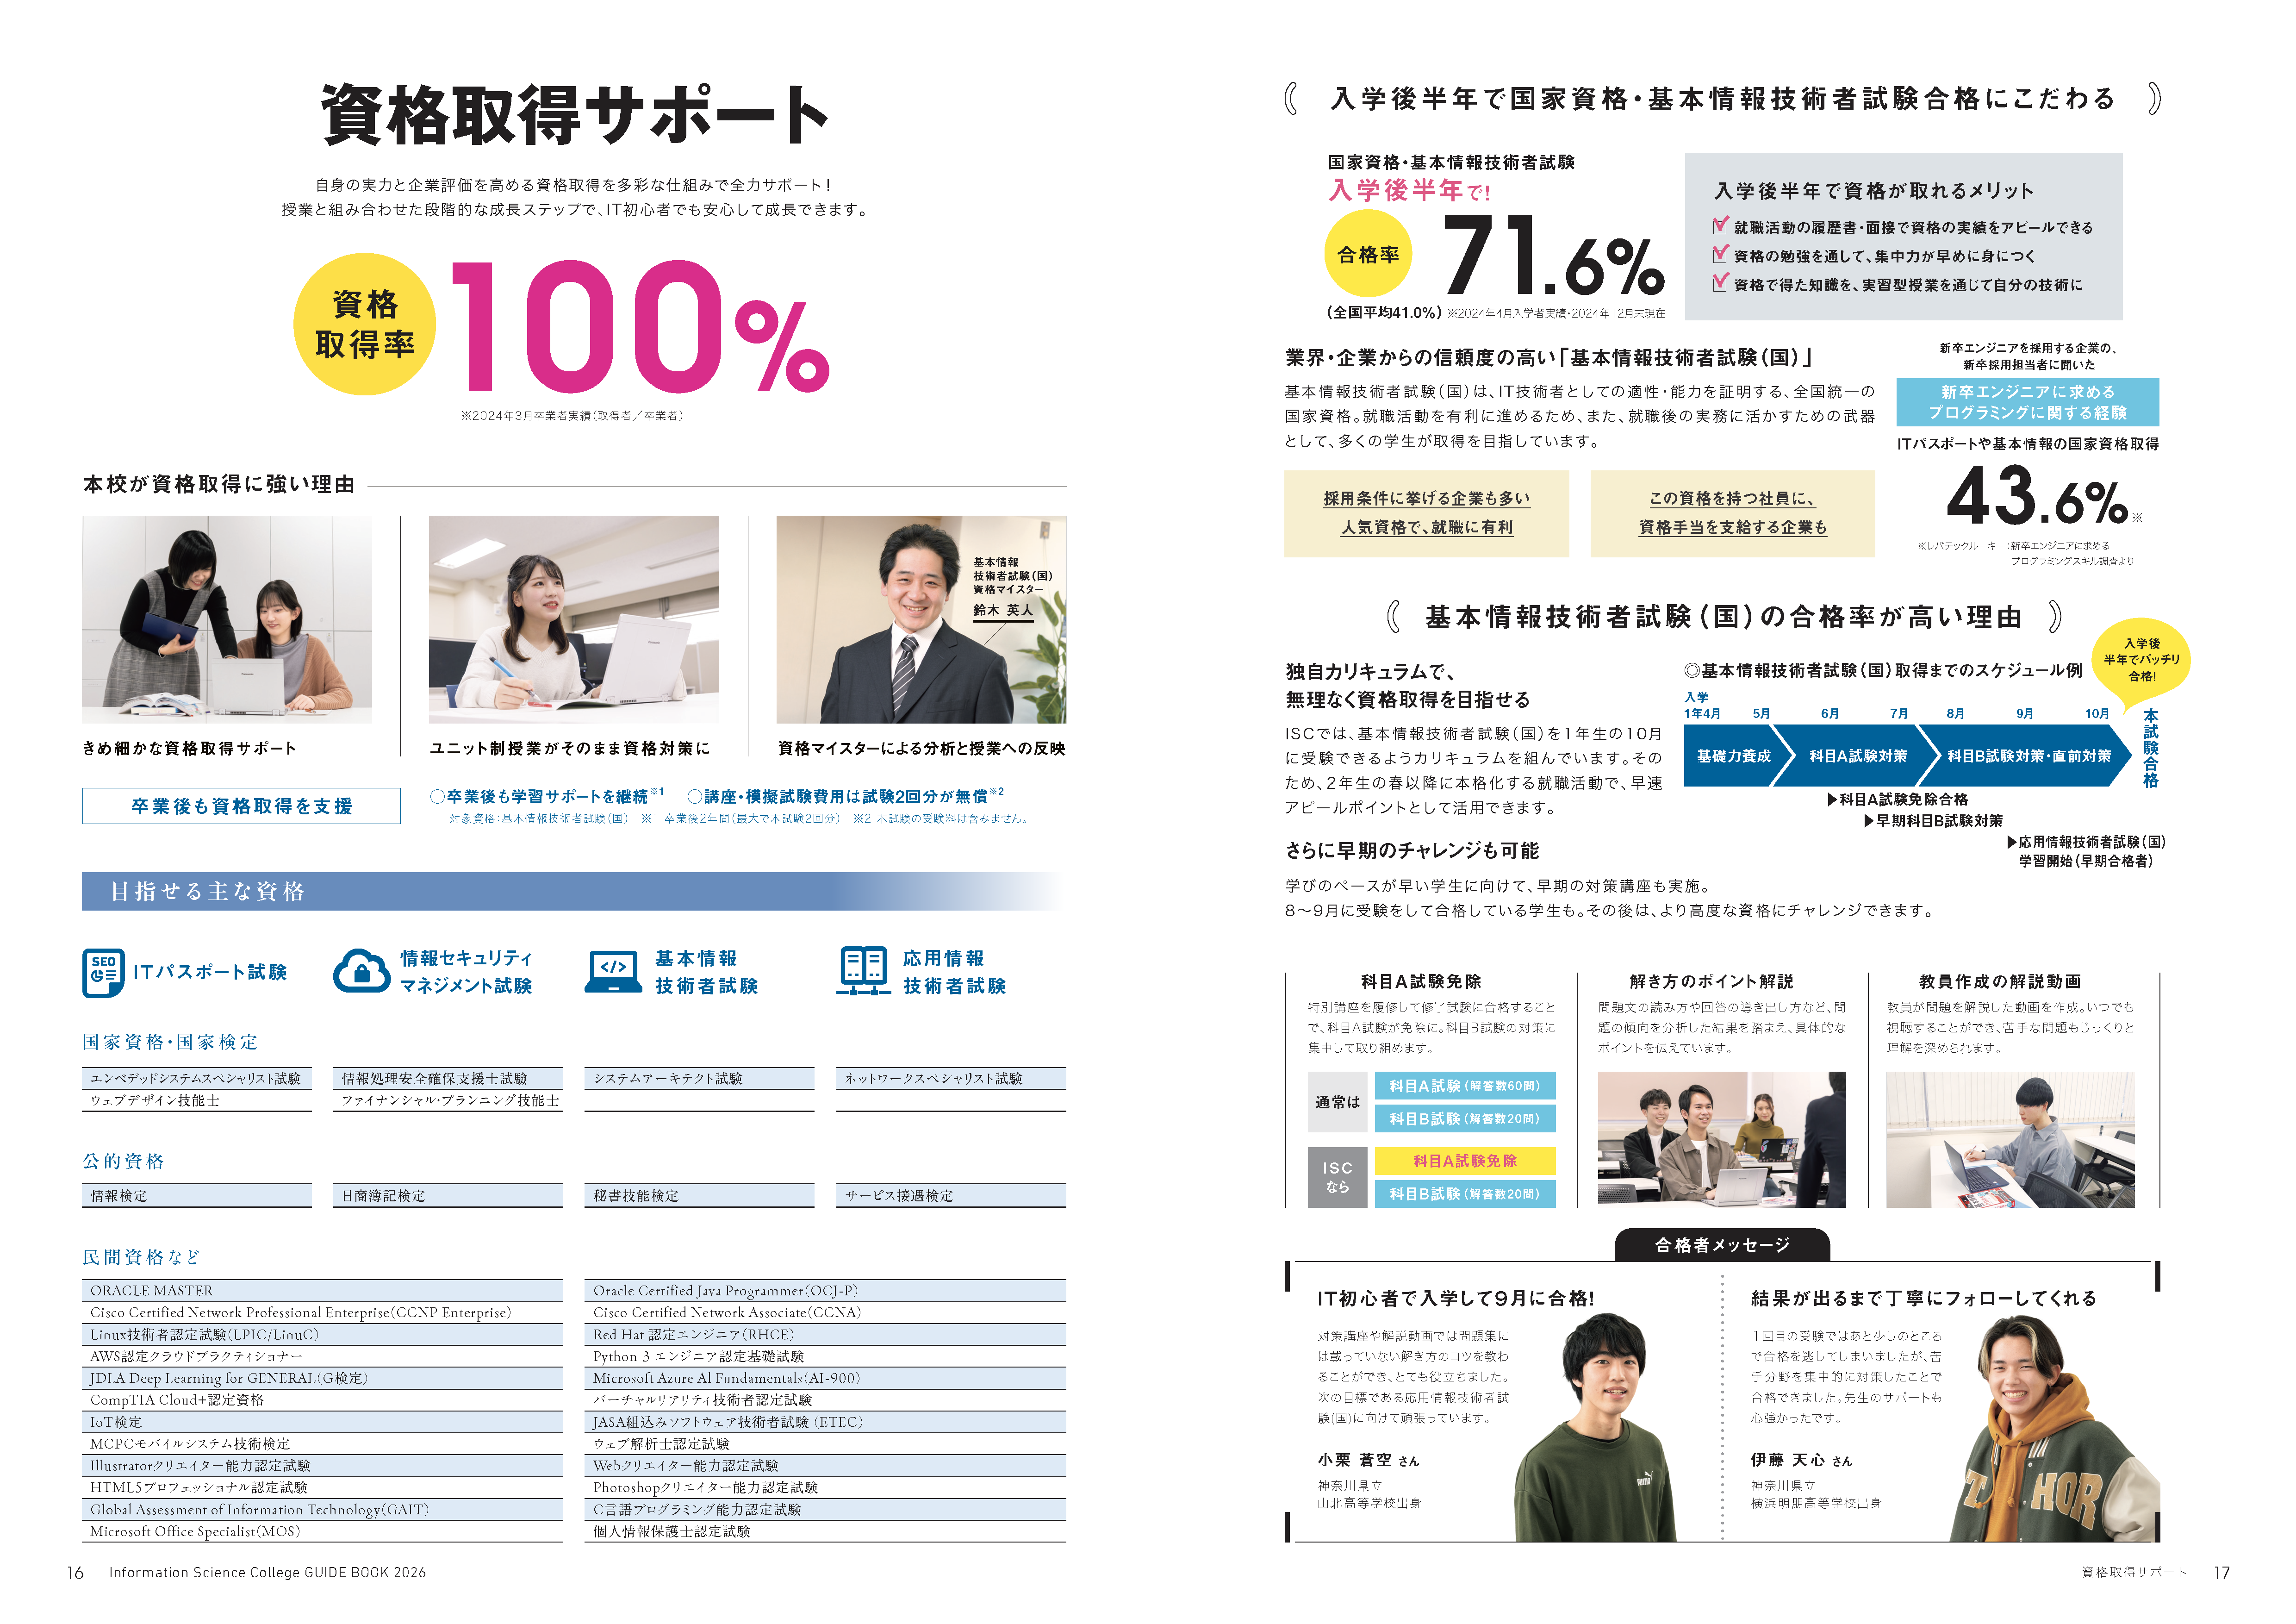 資格取得サポート
自身の実力と企業評価を高める資格取得を多彩な仕組みで全力サポート！
授業と組み合わせた段階的な成長ステップで、IT初心者でも安心して成長できます。
資格
取得率
100%
※2024年3月卒業者実績（取得者／卒業者）
本校が資格取得に強い理由
基本情報
技術者試験（国）
資格マイスター
鈴木 英人
きめ細かな資格取得サポート
ユニット制授業がそのまま資格対策に
資格マイスターによる分析と授業への反映
卒業後も資格取得を支援
○卒業後も学習サポートを継続※1　○講座・模擬試験費用は試験2回分が無償※2
対象資格：基本情報技術者試験（国）　※1 卒業後2年間（最大で本試験2回分）　※2 本試験の受験料は含みません。
目指せる主な資格
SEO
ITパスポート試験
情報セキュリティ
マネジメント試験
</>
基本情報
技術者試験
応用情報
技術者試験
国家資格・国家検定
エンベデッドシステムスペシャリスト試験
情報処理安全確保支援士試験
システムアーキテクト試験
ネットワークスペシャリスト試験
ウェブデザイン技能士
ファイナンシャル・プランニング技能士
公的資格
情報検定
日商簿記検定
秘書技能検定
サービス接遇検定
民間資格など
ORACLE MASTER
Oracle Certified Java Programmer（OCJ-P）
Cisco Certified Network Professional Enterprise（CCNP Enterprise）
Cisco Certified Network Associate（CCNA）
Linux技術者認定試験（LPIC/LinuC）
Red Hat 認定エンジニア（RHCE）
AWS認定クラウドプラクティショナー
Python 3 エンジニア認定基礎試験
JDLA Deep Learning for GENERAL（G検定）
Microsoft Azure Al Fundamentals（AI-900）
CompTIA Cloud+認定資格
バーチャルリアリティ技術者認定試験
IoT検定
JASA組込みソフトウェア技術者試験（ETEC）
MCPCモバイルシステム技術検定
ウェブ解析士認定試験
Illustratorクリエイター能力認定試験
Webクリエイター能力認定試験
HTML5プロフェッショナル認定試験
Photoshopクリエイター能力認定試験
Global Assessment of Information Technology（GAIT）
C言語プログラミング能力認定試験
Microsoft Office Specialist（MOS）
個人情報保護士認定試験
16　Information Science College GUIDE BOOK 2026
入学後半年で国家資格・基本情報技術者試験合格にこだわる
国家資格・基本情報技術者試験
入学後半年で！
合格率
71.6%
（全国平均41.0%）※2024年4月入学者実績・2024年12月末現在
入学後半年で資格が取れるメリット
就職活動の履歴書・面接で資格の実績をアピールできる
資格の勉強を通して、集中力が早めに身につく
資格で得た知識を、実習型授業を通じて自分の技術に
業界・企業からの信頼度の高い「基本情報技術者試験（国）」
基本情報技術者試験（国）は、IT技術者としての適性・能力を証明する、全国統一の
国家資格。就職活動を有利に進めるため、また、就職後の実務に活かすための武器
として、多くの学生が取得を目指しています。
採用条件に挙げる企業も多い
人気資格で、就職に有利
この資格を持つ社員に、
資格手当を支給する企業も
新卒エンジニアを採用する企業の、
新卒採用担当者に聞いた
新卒エンジニアに求める
プログラミングに関する経験
ITパスポートや基本情報の国家資格取得
43.6%※
※レバテックルーキー：新卒エンジニアに求める
プログラミングスキル調査より
基本情報技術者試験（国）の合格率が高い理由
独自カリキュラムで、
無理なく資格取得を目指せる
ISCでは、基本情報技術者試験（国）を1年生の10月
に受験できるようカリキュラムを組んでいます。その
ため、2年生の春以降に本格化する就職活動で、早速
アピールポイントとして活用できます。
◎基本情報技術者試験（国）取得までのスケジュール例
入学後
半年でバッチリ
合格！
入学
1年4月　5月　6月　7月　8月　9月　10月
基礎力養成
科目A試験対策
科目B試験対策・直前対策
本試験合格
▶科目A試験免除合格
▶早期科目B試験対策
▶応用情報技術者試験（国）
学習開始（早期合格者）
さらに早期のチャレンジも可能
学びのペースが早い学生に向けて、早期の対策講座も実施。
8～9月に受験をして合格している学生も。その後は、より高度な資格にチャレンジできます。
科目A試験免除
特別講座を履修して修了試験に合格すること
で、科目A試験が免除に。科目B試験の対策に
集中して取り組めます。
通常は
科目A試験（解答数60問）
科目B試験（解答数20問）
ISC
なら
科目A試験免除
科目B試験（解答数20問）
解き方のポイント解説
問題文の読み方や回答の導き出し方など、問
題の傾向を分析した結果を踏まえ、具体的な
ポイントを伝えています。
教員作成の解説動画
教員が問題を解説した動画を作成。いつでも
視聴することができ、苦手な問題もじっくりと
理解を深められます。
合格者メッセージ
IT初心者で入学して9月に合格！
対策講座や解説動画では問題集に
は載っていない解き方のコツを教わ
ることができ、とても役立ちました。
次の目標である応用情報技術者試
験(国)に向けて頑張っています。
小栗 蒼空 さん
神奈川県立
山北高等学校出身
PUMA
結果が出るまで丁寧にフォローしてくれる
1回目の受験ではあと少しのところ
で合格を逃してしまいましたが、苦
手分野を集中的に対策したことで
合格できました。先生のサポートも
心強かったです。
伊藤 天心 さん
神奈川県立
横浜明朋高等学校出身
THOR
資格取得サポート　17